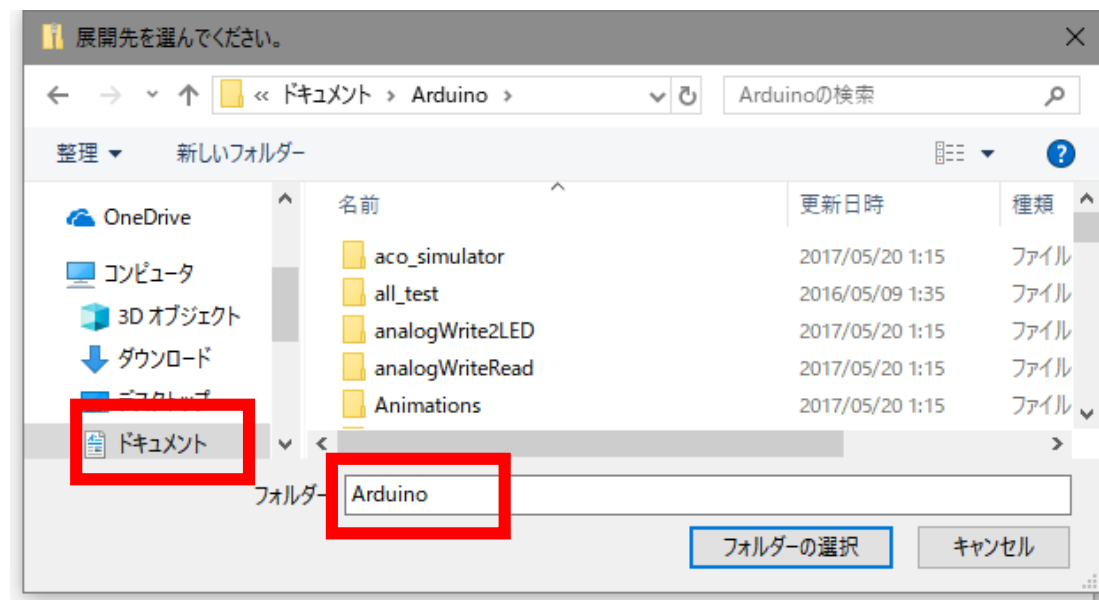 展開先を選んでください。
« ドキュメント › Arduino ›
Arduinoの検索
整理
新しいフォルダー
?
名前 更新日時 種類
OneDrive
コンピュータ
3D オブジェクト
ダウンロード
デスクトップ
ドキュメント
aco_simulator 2017/05/20 1:15 ファイル
all_test 2016/05/09 1:35 ファイル
analogWrite2LED 2017/05/20 1:15 ファイル
analogWriteRead 2017/05/20 1:15 ファイル
Animations 2017/05/20 1:15 ファイル
フォルダー Arduino
フォルダーの選択 キャンセル